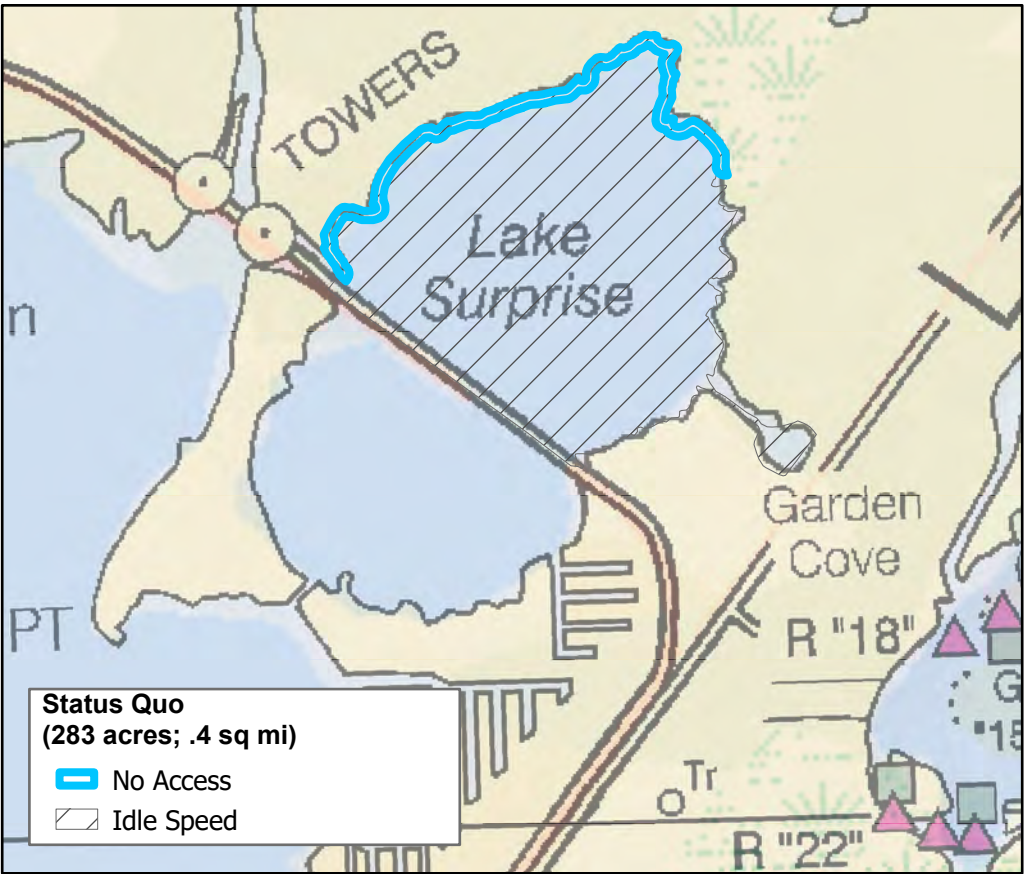 TOWERS
Lake
Surprise
n
Garden
Cove
PT
R "18"
G
"15
Status Quo
(283 acres; .4 sq mi)
No Access
Idle Speed
Tr
R "22"